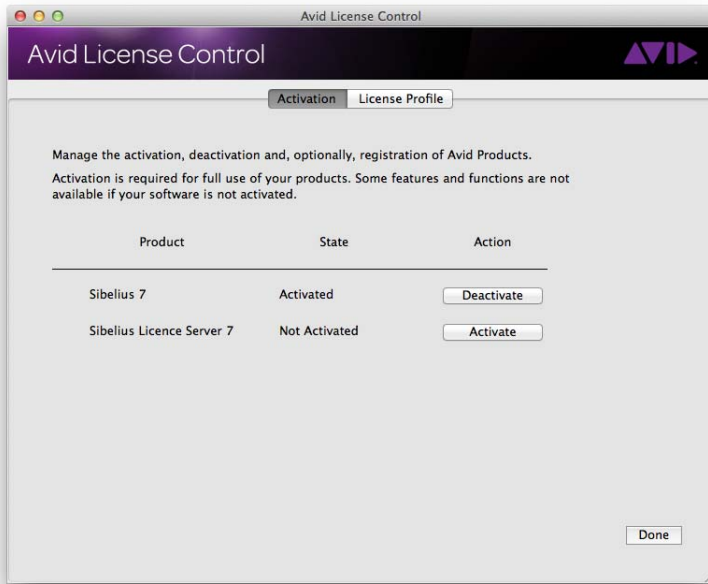 Avid License Control
Avid License Control
AVID
Activation License Profile
Manage the activation, deactivation and, optionally, registration of Avid Products.
Activation is required for full use of your products. Some features and functions are not
available if your software is not activated.
Product State Action
Sibelius 7 Activated Deactivate
Sibelius Licence Server 7 Not Activated Activate
Done